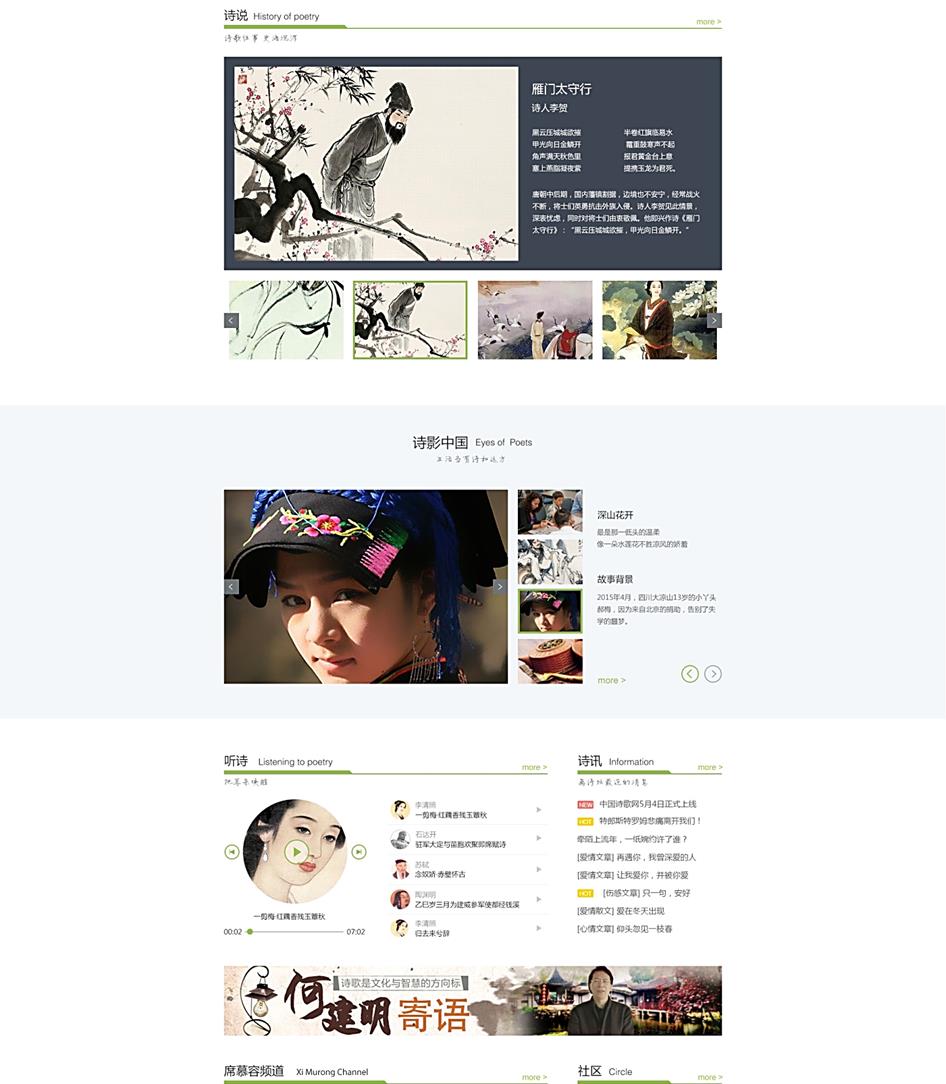 诗说 History of poetry
more >
诗歌往事 更海现浮
雁门太守行
诗人李贺
黑云压城城欲摧 半卷红旗临易水
甲光向日金鳞开 霜重鼓寒声不起
角声满天秋色里 报君黄金台上意
塞上燕脂凝夜紫 提携玉龙为君死。
唐朝中后期，国内藩镇割据，边境也不安宁，经常战火
不断，将士们英勇抗击外族入侵。诗人李贺见此情景，
深表忧虑，同时对将士们由衷敬佩。他即兴作诗《雁门
太守行》：“黑云压城城欲摧，甲光向日金鳞开。”
诗影中国 Eyes of Poets
生活当有诗和远方
深山花开
最是那一低头的温柔
像一朵水莲花不胜凉风的娇羞
故事背景
2015年4月，四川大凉山13岁的小丫头
郝梅，因为来自北京的捐助，告别了失
学的噩梦。
more >
听诗 Listening to poetry
more >
把耳朵唤醒
一剪梅·红藕香残玉簟秋
00:02 07:02
李清照
一剪梅·红藕香残玉簟秋
石达开
驻军大定与苗胞欢聚即席赋诗
苏轼
念奴娇·赤壁怀古
陶渊明
乙巳岁三月为建威参军使都经钱溪
李清照
归去来兮辞
诗讯 Information
more >
离诗坛最近的消息
NEW 中国诗歌网5月4日正式上线
HOT 特郎斯特罗姆悲痛离开我们！
牵陌上流年，一纸婉约许了谁？
[爱情文章] 再遇你，我曾深爱的人
[爱情文章] 让我爱你，并被你爱
HOT [伤感文章] 只一句，安好
[爱情散文] 爱在冬天出现
[心情文章] 仰头忽见一枝春
诗歌是文化与智慧的方向标
何建明 寄语
席慕容频道 Xi Murong Channel
more >
社区 Circle
more >